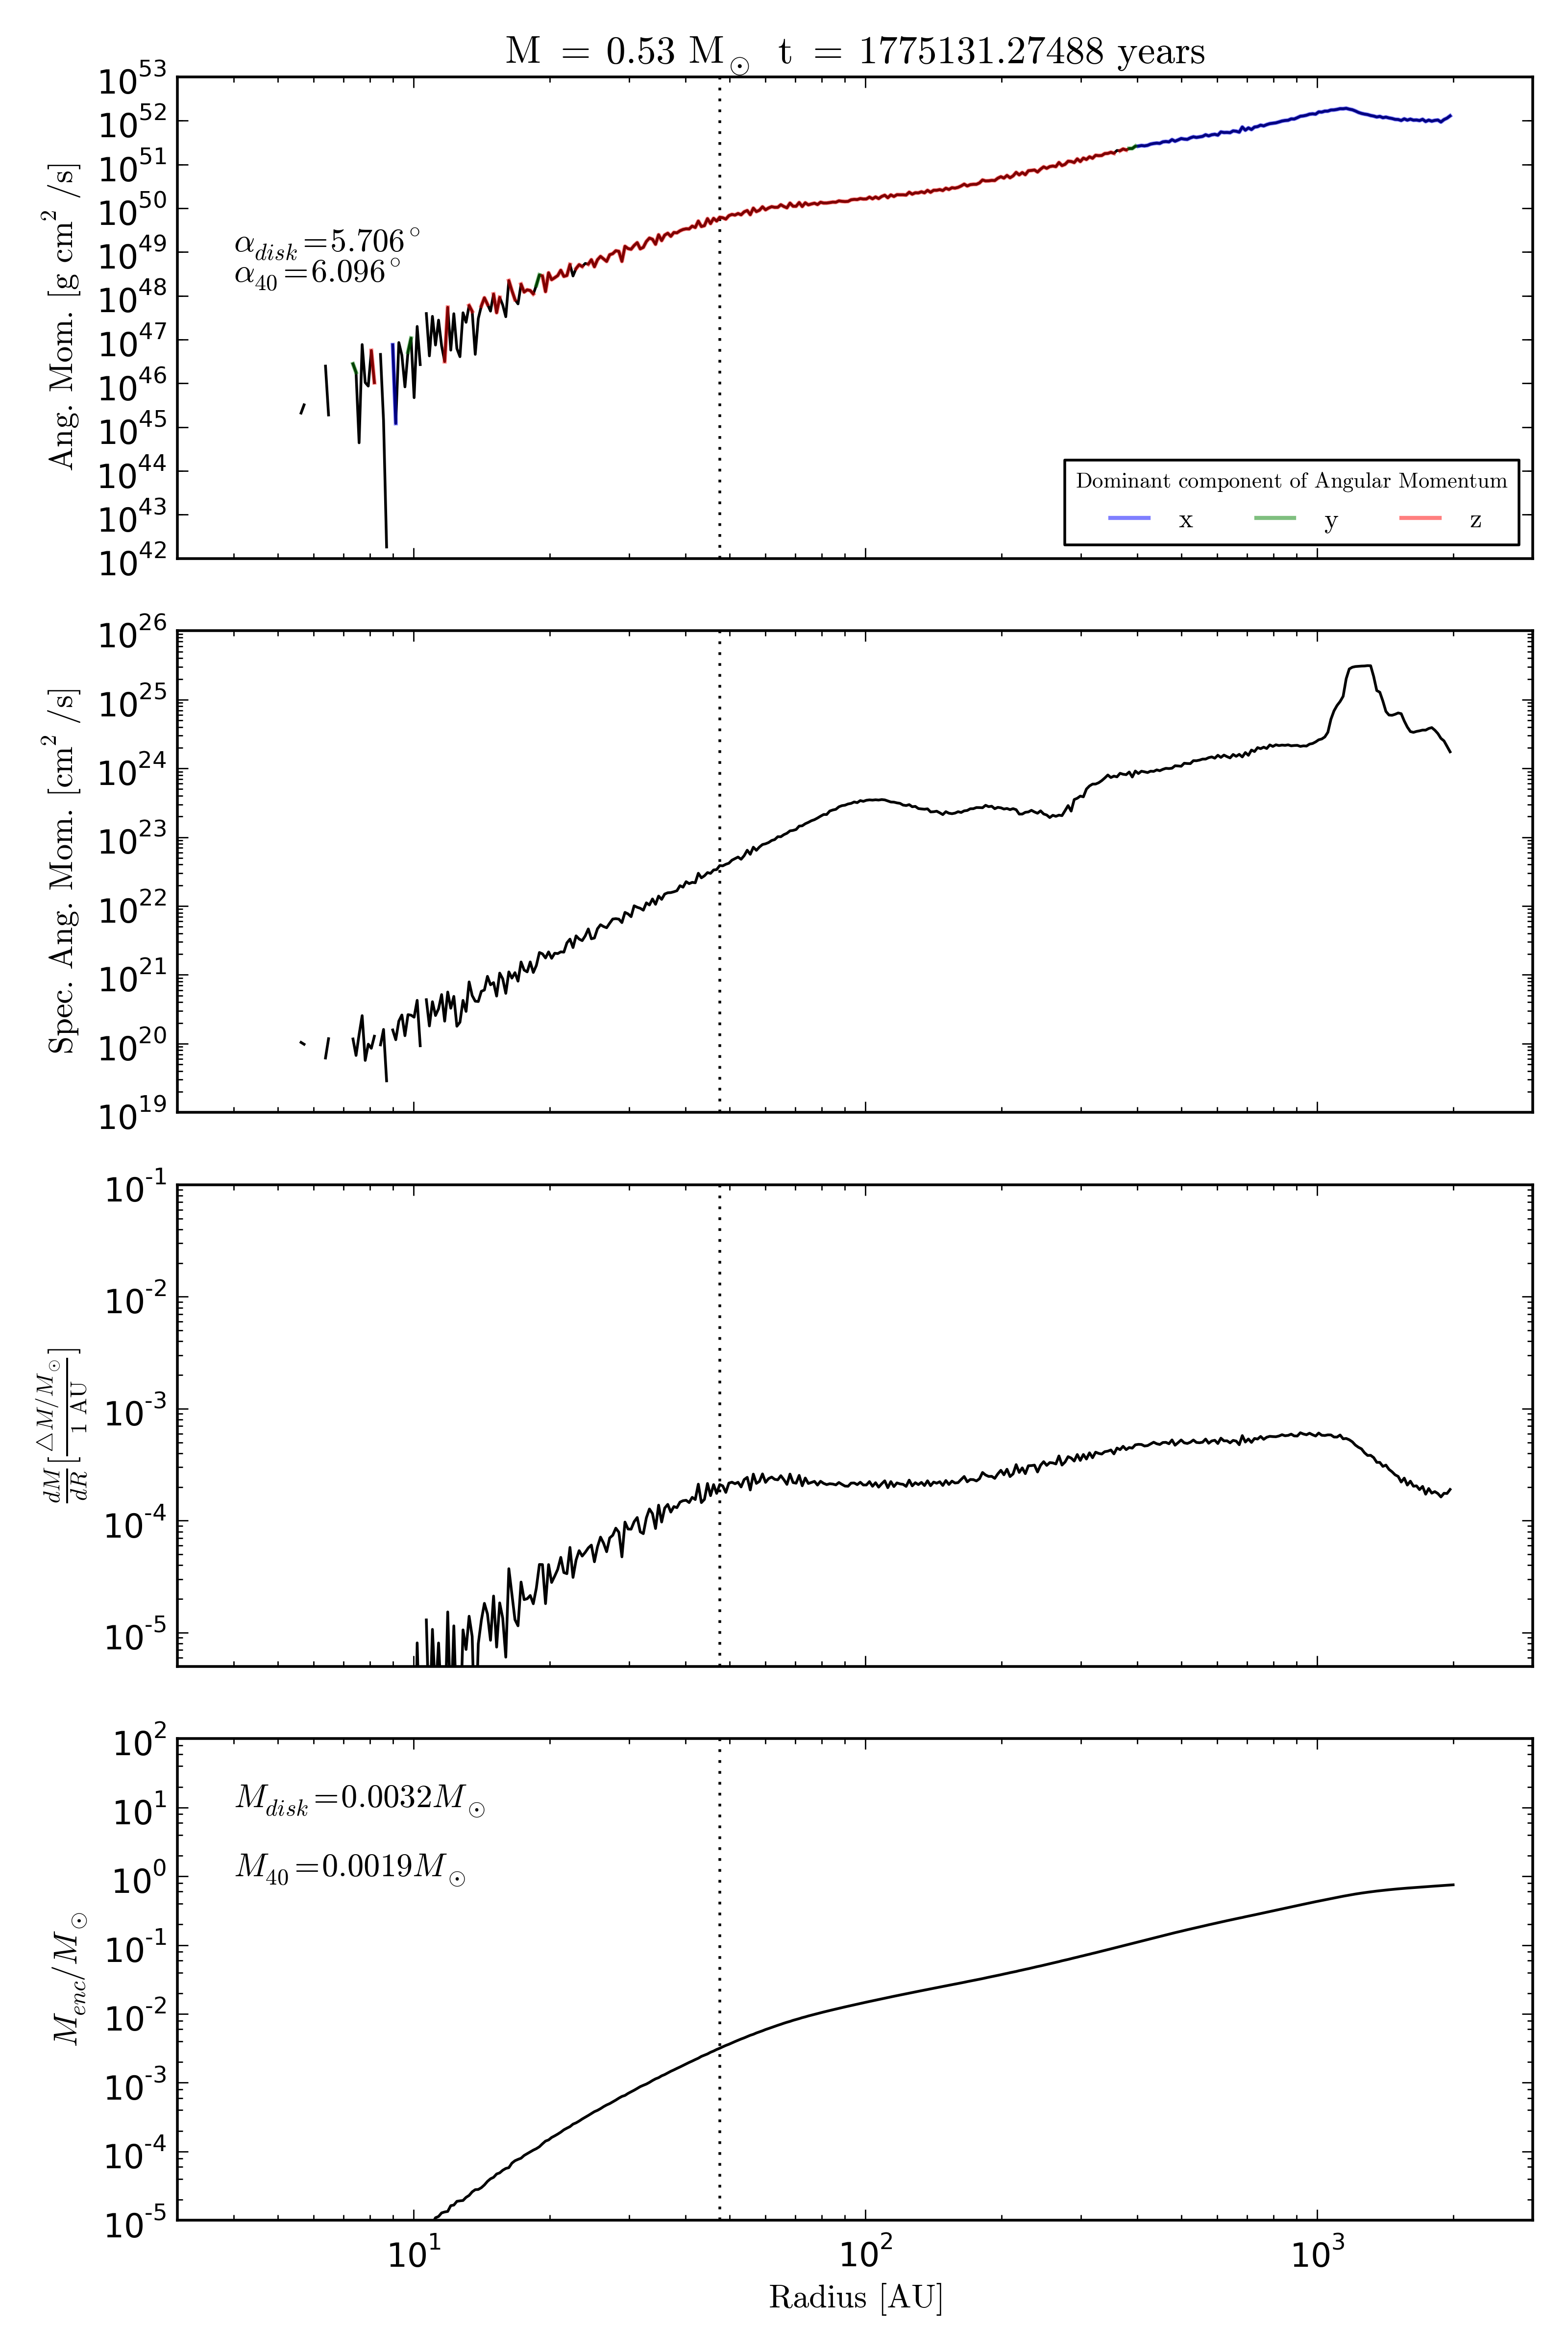 M = 0.53 M⊙ t = 1775131.27488 years
10^53
10^52
10^51
10^50
10^49
10^48
10^47
10^46
10^45
10^44
10^43
10^42
Ang. Mom. [g cm² /s]
α_disk=5.706°
α_40=6.096°
Dominant component of Angular Momentum
x y z
10^26
10^25
10^24
10^23
10^22
10^21
10^20
10^19
Spec. Ang. Mom. [cm² /s]
10^-1
10^-2
10^-3
10^-4
10^-5
dM/dR [△M/M⊙ / 1 AU]
10^2
10^1
10^0
10^-1
10^-2
10^-3
10^-4
10^-5
M_enc/M⊙
M_disk=0.0032M⊙
M_40=0.0019M⊙
10^1 10^2 10^3
Radius [AU]